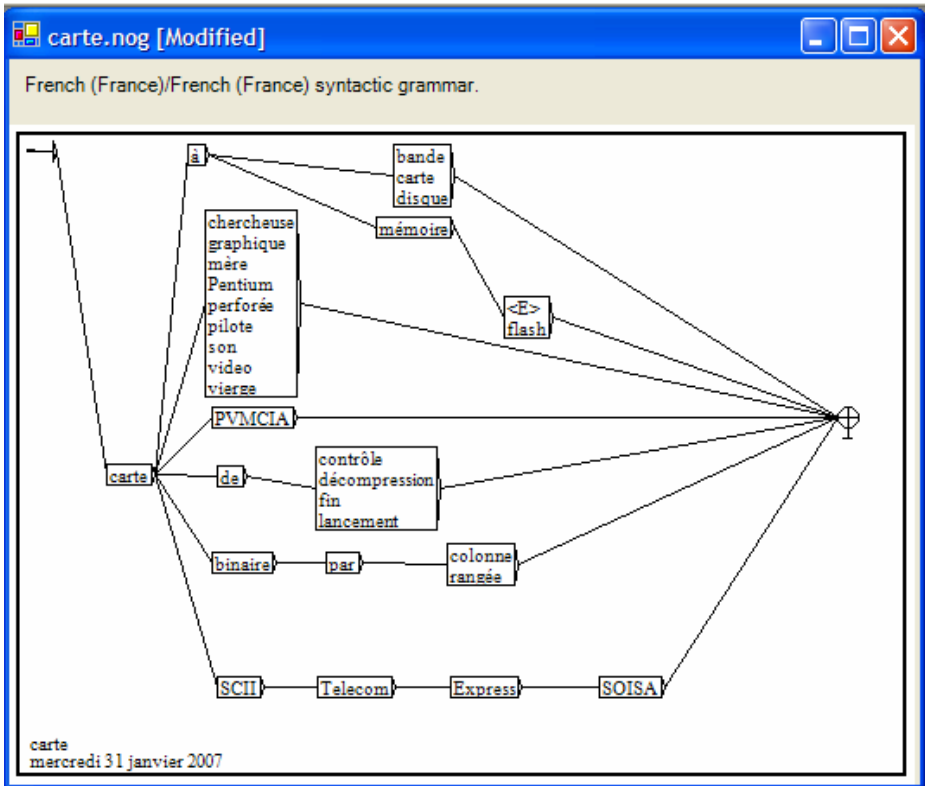 carte.nog [Modified]
French (France)/French (France) syntactic grammar.
à
bande
carte
disque
mémoire
<E>
flash
chercheuse
graphique
mère
Pentium
perforée
pilote
son
video
vierge
PVMCIA
carte
de
contrôle
décompression
fin
lancement
binaire
par
colonne
rangée
SCII
Telecom
Express
SOISA
carte
mercredi 31 janvier 2007